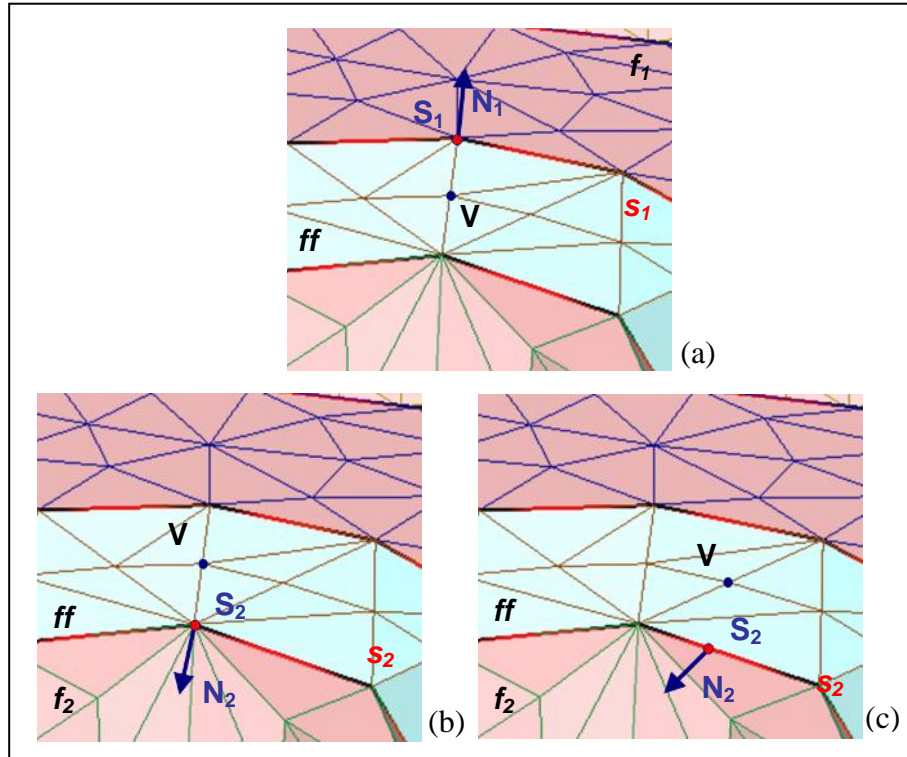 f₁
S₁ N₁
V
s₁
ff
(a)
V
ff
S₂
s₂
f₂
N₂
(b)
V
ff
S₂
s₂
f₂
N₂
(c)